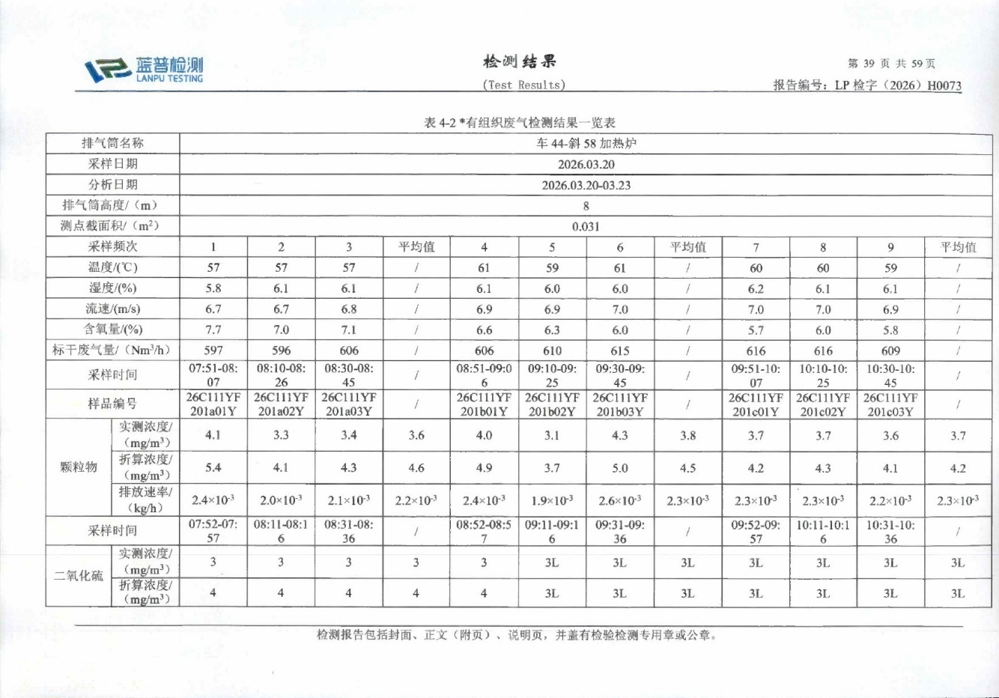 蓝普检测
LANPU TESTING
检测结果
(Test Results)
第 39 页 共 59页
报告编号：LP 检字（2026）H0073
表 4-2 *有组织废气检测结果一览表
排气筒名称 车 44-斜 58 加热炉
采样日期 2026.03.20
分析日期 2026.03.20-03.23
排气筒高度/（m） 8
测点截面积/（m²） 0.031
采样频次 1 2 3 平均值 4 5 6 平均值 7 8 9 平均值
温度/(℃) 57 57 57 / 61 59 61 / 60 60 59 /
湿度/(%) 5.8 6.1 6.1 / 6.1 6.0 6.0 / 6.2 6.1 6.1 /
流速/(m/s) 6.7 6.7 6.8 / 6.9 6.9 7.0 / 7.0 7.0 6.9 /
含氧量/(%) 7.7 7.0 7.1 / 6.6 6.3 6.0 / 5.7 6.0 5.8 /
标干废气量/（Nm³/h） 597 596 606 / 606 610 615 / 616 616 609 /
采样时间 07:51-08:07 08:10-08:26 08:30-08:45 / 08:51-09:06 09:10-09:25 09:30-09:45 / 09:51-10:07 10:10-10:25 10:30-10:45 /
样品编号 26C111YF201a01Y 26C111YF201a02Y 26C111YF201a03Y / 26C111YF201b01Y 26C111YF201b02Y 26C111YF201b03Y / 26C111YF201c01Y 26C111YF201c02Y 26C111YF201c03Y /
颗粒物 实测浓度/（mg/m³） 4.1 3.3 3.4 3.6 4.0 3.1 4.3 3.8 3.7 3.7 3.6 3.7
折算浓度/（mg/m³） 5.4 4.1 4.3 4.6 4.9 3.7 5.0 4.5 4.2 4.3 4.1 4.2
排放速率/（kg/h） 2.4×10⁻³ 2.0×10⁻³ 2.1×10⁻³ 2.2×10⁻³ 2.4×10⁻³ 1.9×10⁻³ 2.6×10⁻³ 2.3×10⁻³ 2.3×10⁻³ 2.3×10⁻³ 2.2×10⁻³ 2.3×10⁻³
采样时间 07:52-07:57 08:11-08:16 08:31-08:36 / 08:52-08:57 09:11-09:16 09:31-09:36 / 09:52-09:57 10:11-10:16 10:31-10:36 /
二氧化硫 实测浓度/（mg/m³） 3 3 3 3 3 3L 3L 3L 3L 3L 3L 3L
折算浓度/（mg/m³） 4 4 4 4 4 3L 3L 3L 3L 3L 3L 3L
检测报告包括封面、正文（附页）、说明页，并盖有检验检测专用章或公章。